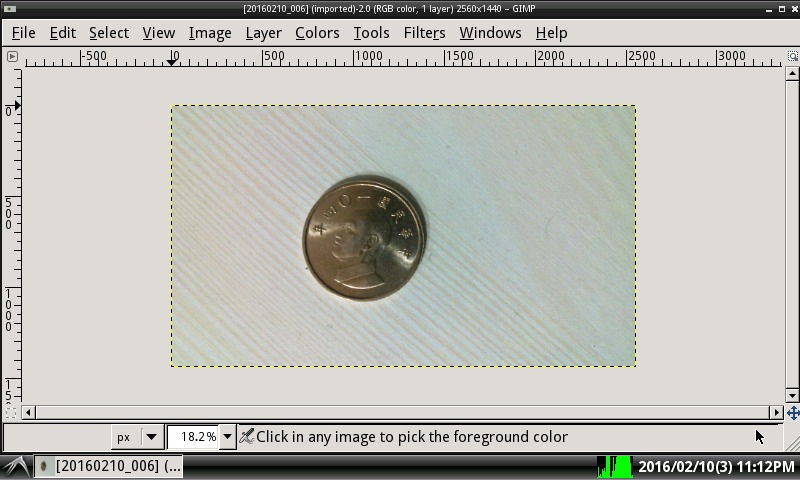 [20160210_006] (imported)-2.0 (RGB color, 1 layer) 2560x1440 – GIMP
File Edit Select View Image Layer Colors Tools Filters Windows Help
-500 0 500 1000 1500 2000 2500 3000
0
500
1000
15
年四〇一國民華中
px 18.2% Click in any image to pick the foreground color
[20160210_006] (... 2016/02/10(3) 11:12PM